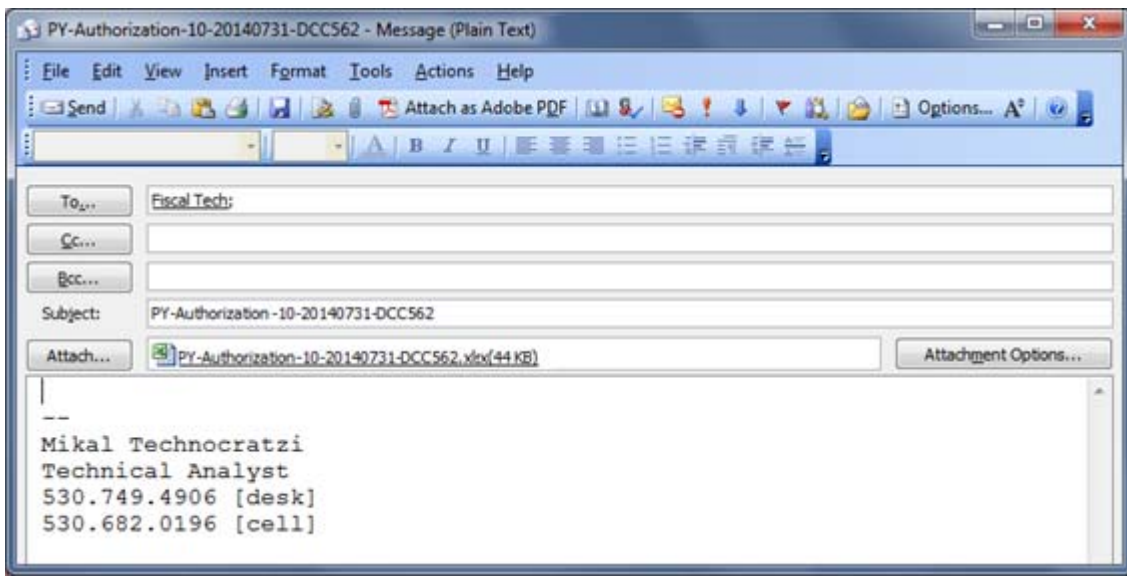 PY-Authorization-10-20140731-DCC562 - Message (Plain Text)
File Edit View Insert Format Tools Actions Help
Send Attach as Adobe PDF Options...
A B I U
To... Fiscal Tech;
Cc...
Bcc...
Subject: PY-Authorization -10-20140731-DCC562
Attach... PY-Authorization-10-20140731-DCC562.xlsx(44 KB) Attachment Options...
--
Mikal Technocratzi
Technical Analyst
530.749.4906 [desk]
530.682.0196 [cell]